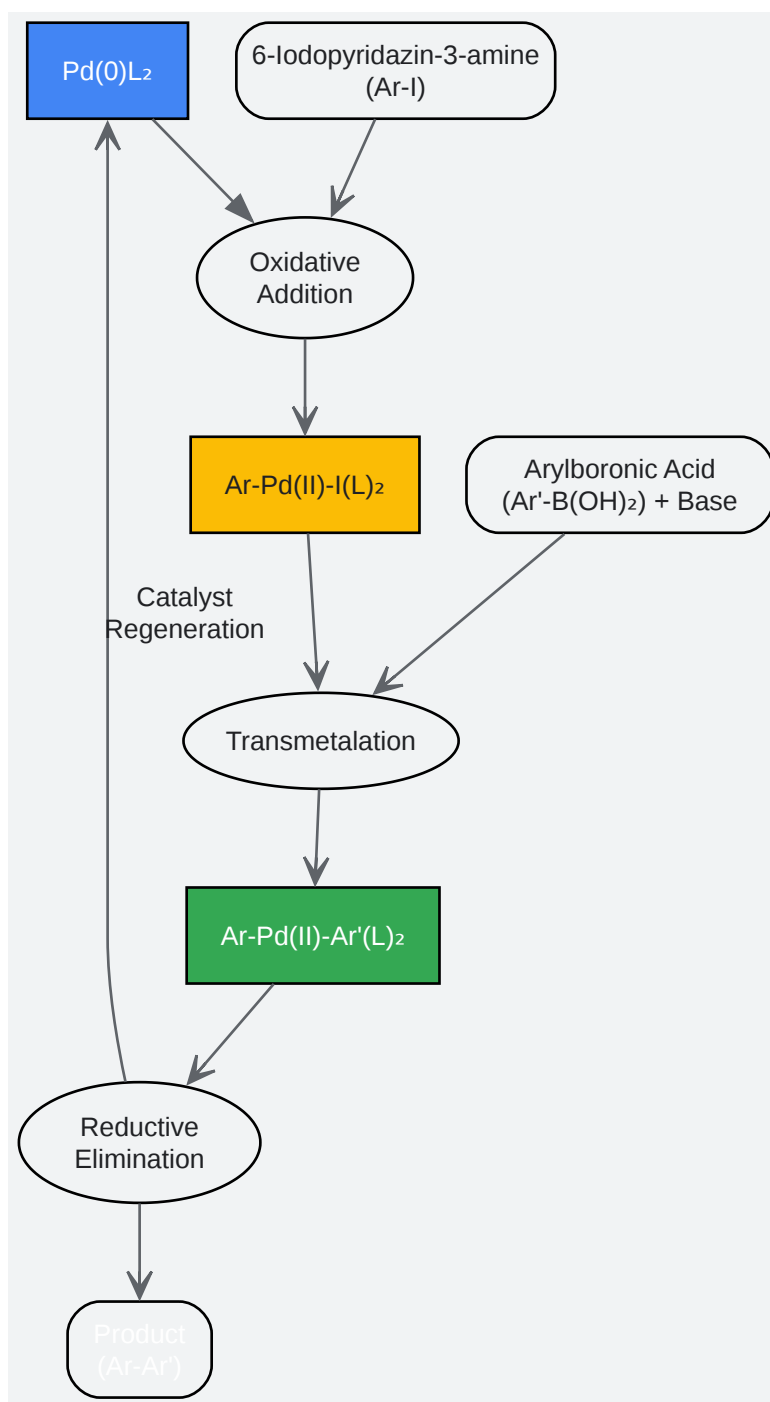 Pd(0)L₂
6-Iodopyridazin-3-amine
(Ar-I)
Oxidative
Addition
Ar-Pd(II)-I(L)₂
Arylboronic Acid
(Ar'-B(OH)₂) + Base
Catalyst
Regeneration
Transmetalation
Ar-Pd(II)-Ar'(L)₂
Reductive
Elimination
Product
(Ar-Ar')